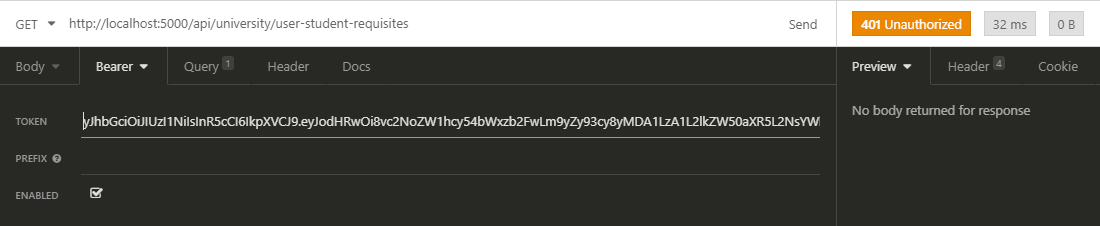 GET http://localhost:5000/api/university/user-student-requisites Send 401 Unauthorized 32 ms 0 B
Body Bearer Query 1 Header Docs Preview Header 4 Cookie
No body returned for response
TOKEN yJhbGciOiJIUzI1NiIsInR5cCI6IkpXVCJ9.eyJodHRwOi8vc2NoZW1hcy54bWxzb2FwLm9yZy93cy8yMDA1LzA1L2lkZW50aXR5L2NsYW
PREFIX
ENABLED